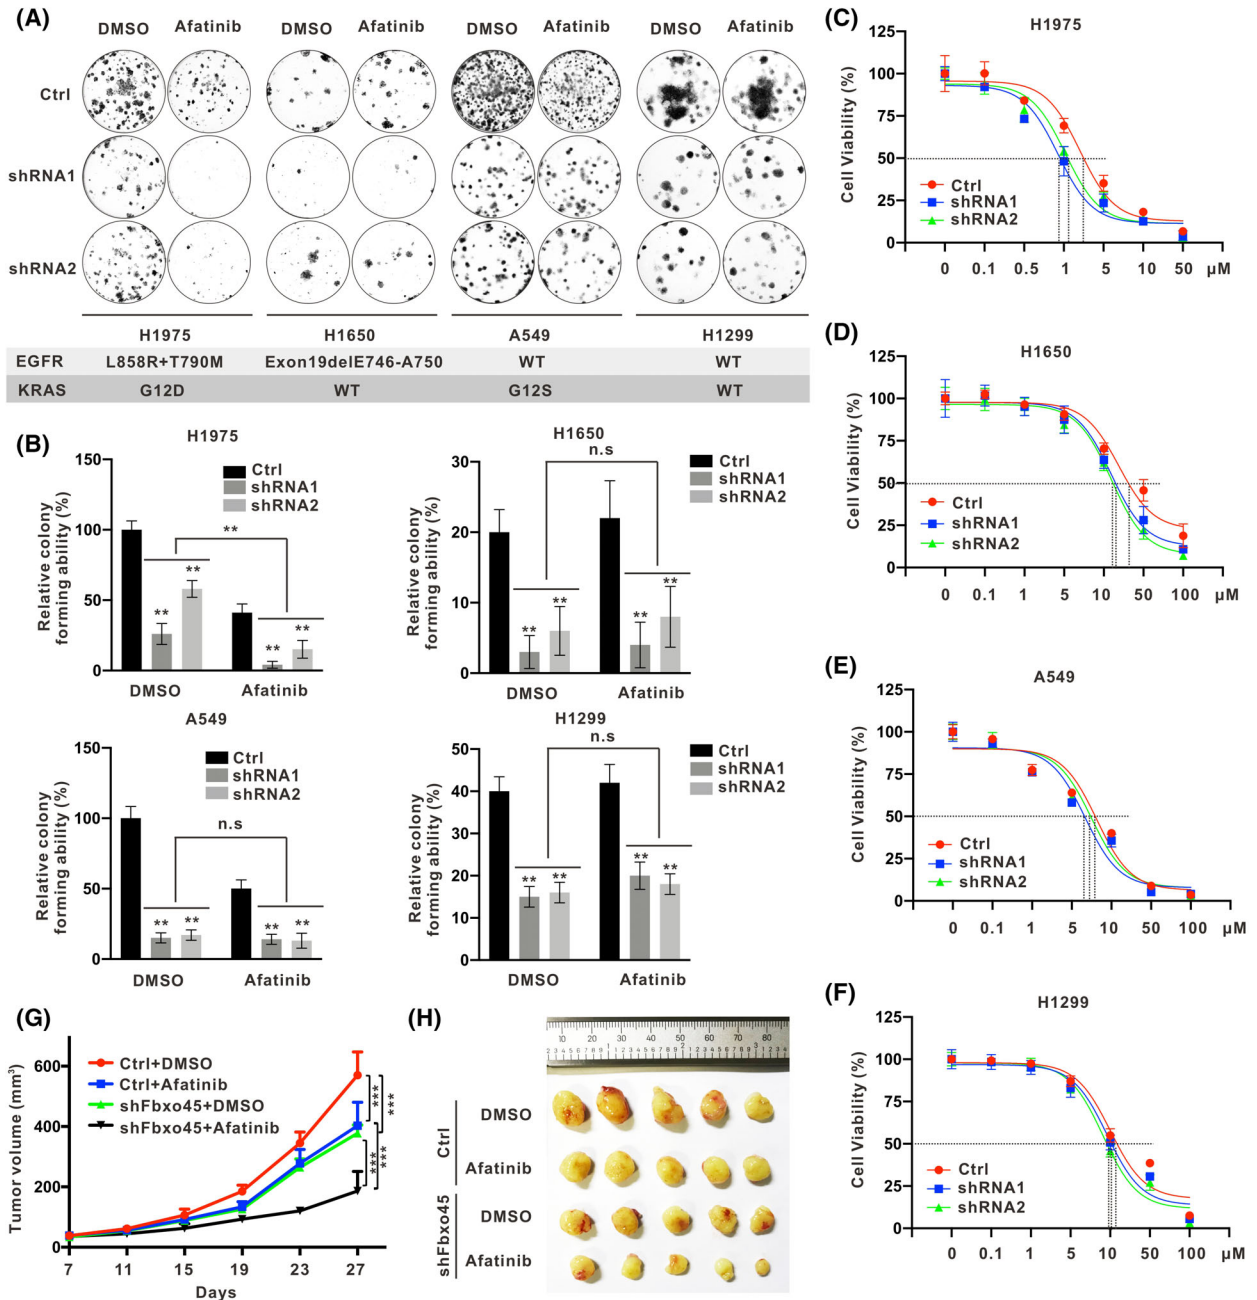 (A)
DMSO Afatinib DMSO Afatinib DMSO Afatinib DMSO Afatinib
Ctrl
shRNA1
shRNA2
H1975 H1650 A549 H1299
EGFR L858R+T790M Exon19delE746-A750 WT WT
KRAS G12D WT G12S WT
(B)
H1975
Relative colony forming ability (%)
150
100
50
0
Ctrl
shRNA1
shRNA2
**
** **
** **
DMSO Afatinib
H1650
Relative colony forming ability (%)
30
20
10
0
n.s
Ctrl
shRNA1
shRNA2
** **
** **
DMSO Afatinib
A549
Relative colony forming ability (%)
150
100
50
0
Ctrl
shRNA1
shRNA2
n.s
** **
** **
DMSO Afatinib
H1299
Relative colony forming ability (%)
50
40
30
20
10
0
n.s
Ctrl
shRNA1
shRNA2
** **
** **
DMSO Afatinib
(C)
H1975
Cell Viability (%)
125
100
75
50
25
0
Ctrl
shRNA1
shRNA2
0 0.1 0.5 1 5 10 50 μM
(D)
H1650
Cell Viability (%)
125
100
75
50
25
0
Ctrl
shRNA1
shRNA2
0 0.1 1 5 10 50 100 μM
(E)
A549
Cell Viability (%)
125
100
75
50
25
0
Ctrl
shRNA1
shRNA2
0 0.1 1 5 10 50 100 μM
(F)
H1299
Cell Viability (%)
125
100
75
50
25
0
Ctrl
shRNA1
shRNA2
0 0.1 1 5 10 50 100 μM
(G)
Tumor volume (mm³)
600
400
200
0
Ctrl+DMSO
Ctrl+Afatinib
shFbxo45+DMSO
shFbxo45+Afatinib
***
***
***
***
7 11 15 19 23 27
Days
(H)
10 20 30 40 50 60 70 80
Ctrl
DMSO
Afatinib
shFbxo45
DMSO
Afatinib